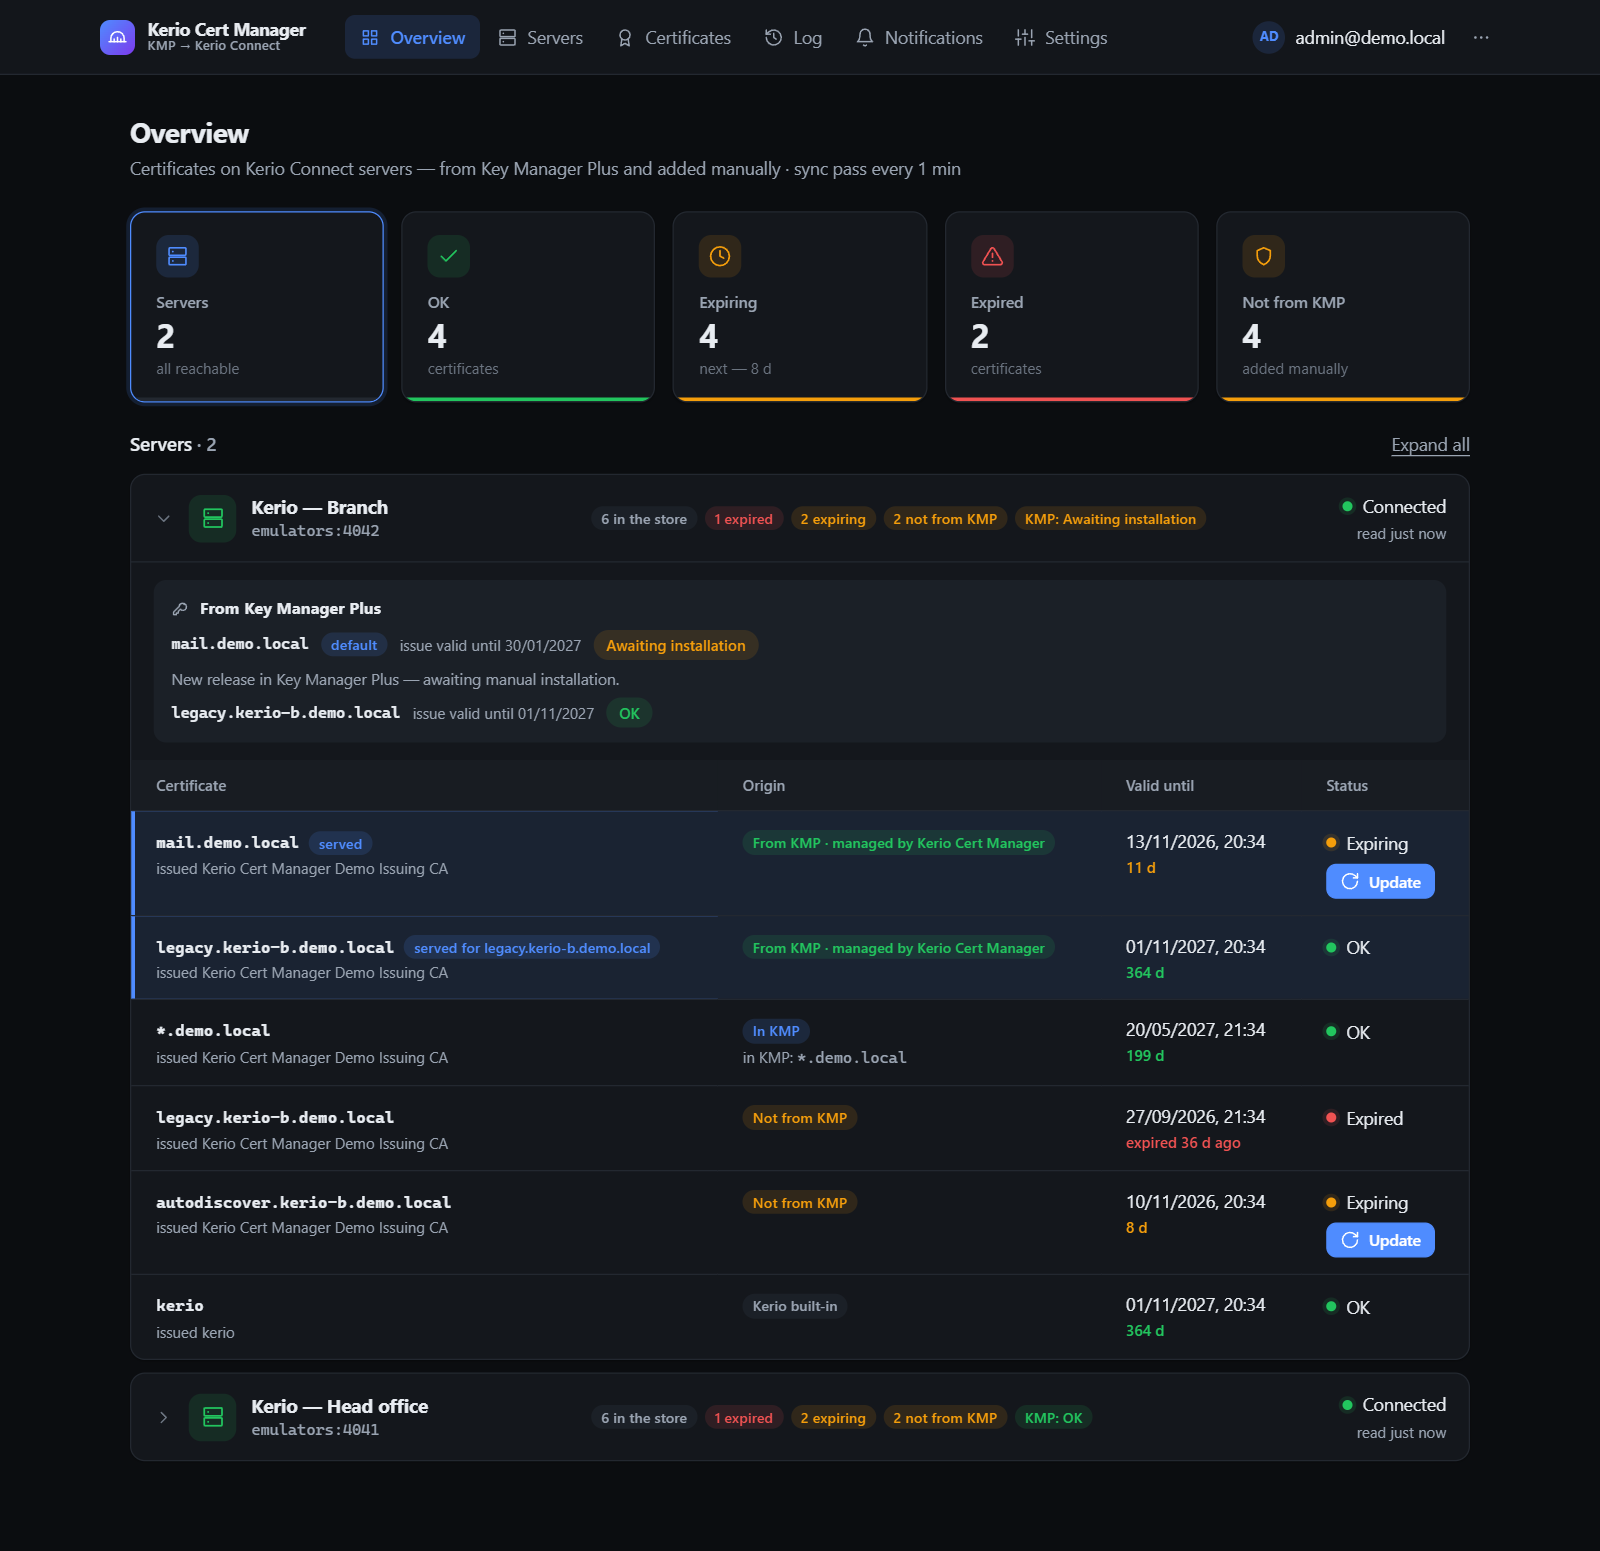 Kerio Cert Manager
KMP → Kerio Connect
Overview
Servers
Certificates
Log
Notifications
Settings
AD
admin@demo.local
Overview
Certificates on Kerio Connect servers — from Key Manager Plus and added manually · sync pass every 1 min
Servers
2
all reachable
OK
4
certificates
Expiring
4
next — 8 d
Expired
2
certificates
Not from KMP
4
added manually
Servers · 2
Expand all
Kerio — Branch
emulators:4042
6 in the store
1 expired
2 expiring
2 not from KMP
KMP: Awaiting installation
Connected
read just now
From Key Manager Plus
mail.demo.local default issue valid until 30/01/2027 Awaiting installation
New release in Key Manager Plus — awaiting manual installation.
legacy.kerio-b.demo.local issue valid until 01/11/2027 OK
Certificate Origin Valid until Status
mail.demo.local served From KMP · managed by Kerio Cert Manager 13/11/2026, 20:34 Expiring
issued Kerio Cert Manager Demo Issuing CA 11 d
Update
legacy.kerio-b.demo.local served for legacy.kerio-b.demo.local From KMP · managed by Kerio Cert Manager 01/11/2027, 20:34 OK
issued Kerio Cert Manager Demo Issuing CA 364 d
*.demo.local In KMP 20/05/2027, 21:34 OK
issued Kerio Cert Manager Demo Issuing CA in KMP: *.demo.local 199 d
legacy.kerio-b.demo.local Not from KMP 27/09/2026, 21:34 Expired
issued Kerio Cert Manager Demo Issuing CA expired 36 d ago
autodiscover.kerio-b.demo.local Not from KMP 10/11/2026, 20:34 Expiring
issued Kerio Cert Manager Demo Issuing CA 8 d
Update
kerio Kerio built-in 01/11/2027, 20:34 OK
issued kerio 364 d
Kerio — Head office
emulators:4041
6 in the store
1 expired
2 expiring
2 not from KMP
KMP: OK
Connected
read just now